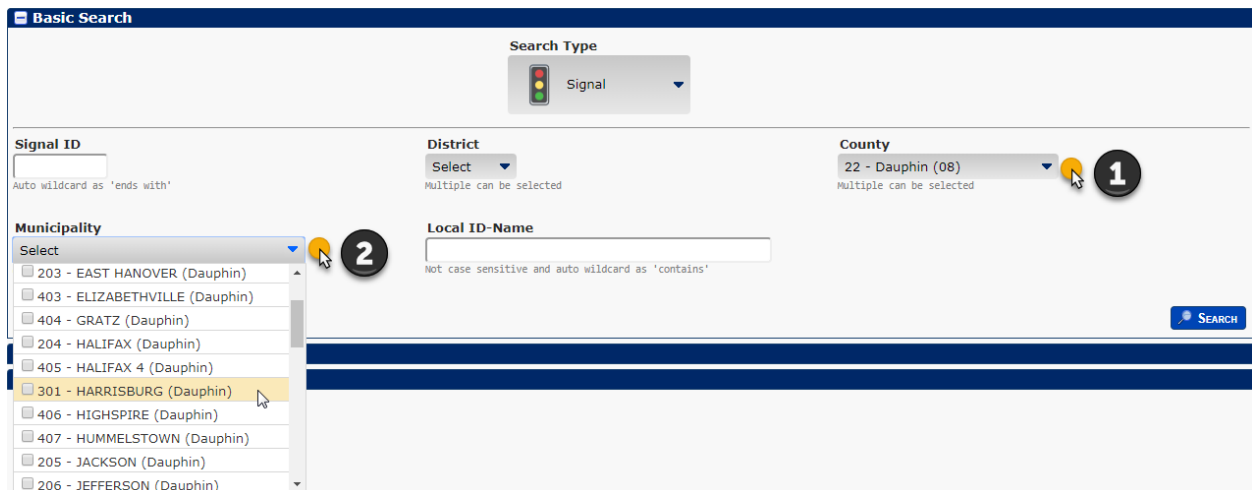 Basic Search
Search Type
Signal
Signal ID
District
County
Select
22 - Dauphin (08)
1
Auto wildcard as 'ends with'
Multiple can be selected
Multiple can be selected
Municipality
Local ID-Name
Select
2
Not case sensitive and auto wildcard as 'contains'
203 - EAST HANOVER (Dauphin)
403 - ELIZABETHVILLE (Dauphin)
404 - GRATZ (Dauphin)
204 - HALIFAX (Dauphin)
405 - HALIFAX 4 (Dauphin)
301 - HARRISBURG (Dauphin)
406 - HIGHSPIRE (Dauphin)
407 - HUMMELSTOWN (Dauphin)
205 - JACKSON (Dauphin)
206 - JEFFERSON (Dauphin)
SEARCH